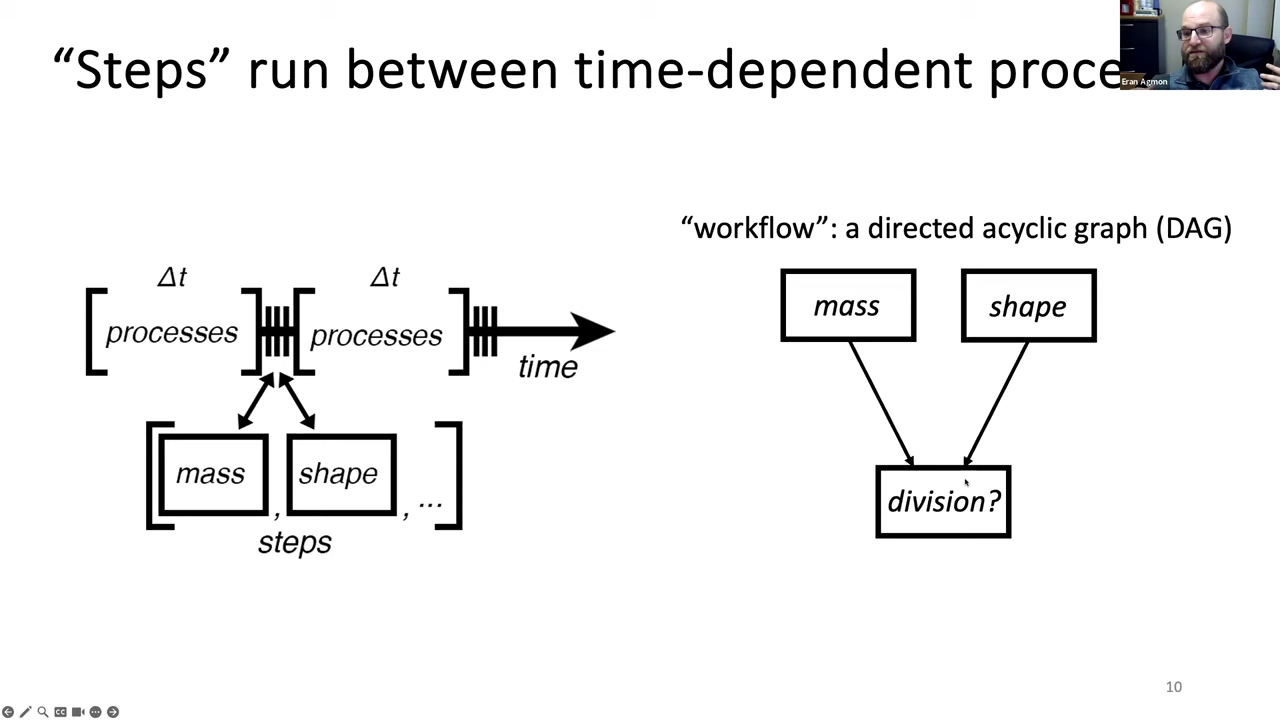 “Steps” run between time-dependent proce
Eran Agmon
“workflow”: a directed acyclic graph (DAG)
Δt
Δt
processes
processes
time
mass
shape
, 
, ...
steps
mass
shape
division?
10